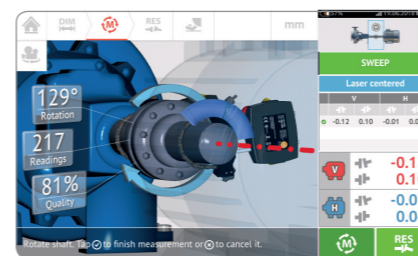 57%
DIM
RES
mm
SWEEP
Laser centered
V H
-0.12 0.10 -0.01 0.0
129°
Rotation
217
Readings
81%
Quality
V
-0.1
0.1
H
-0.0
0.0
Rotate shaft. Tap to finish measurement or to cancel it.
M
RES